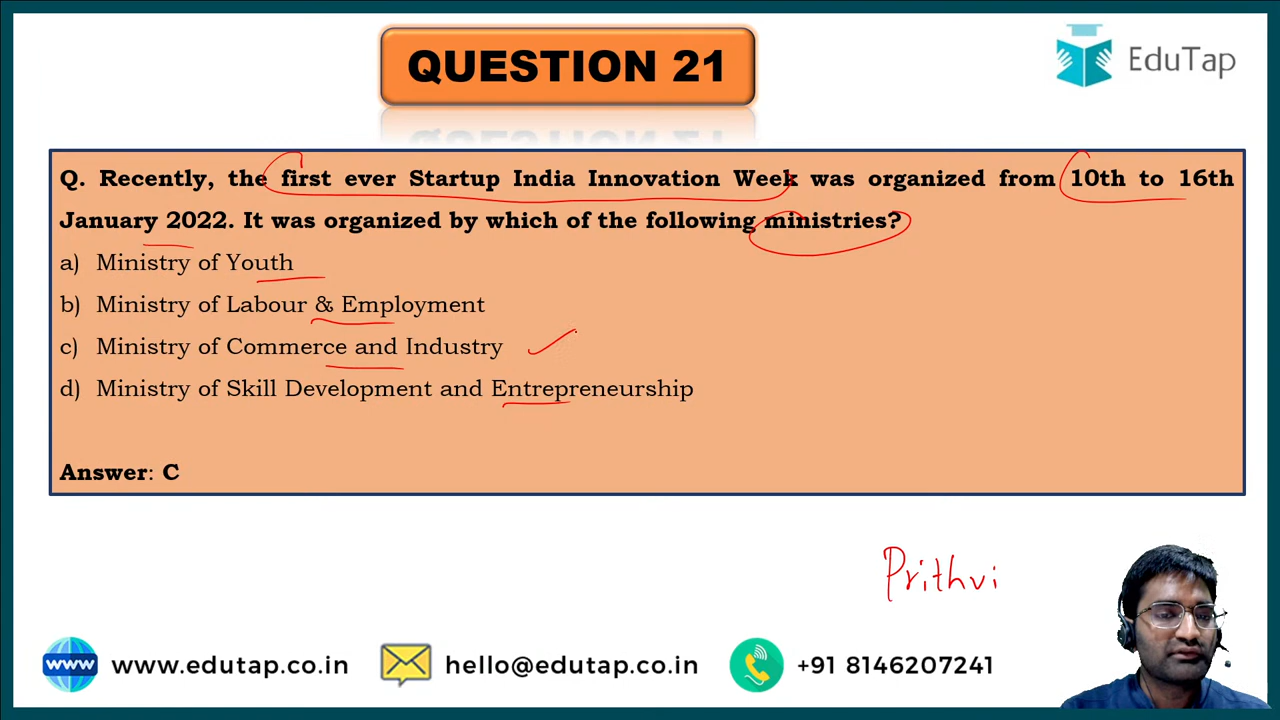 QUESTION 21
EduTap
Q. Recently, the first ever Startup India Innovation Week was organized from 10th to 16th
January 2022. It was organized by which of the following ministries?
a) Ministry of Youth
b) Ministry of Labour & Employment
c) Ministry of Commerce and Industry
d) Ministry of Skill Development and Entrepreneurship
Answer: C
Prithvi
www www.edutap.co.in hello@edutap.co.in +91 8146207241